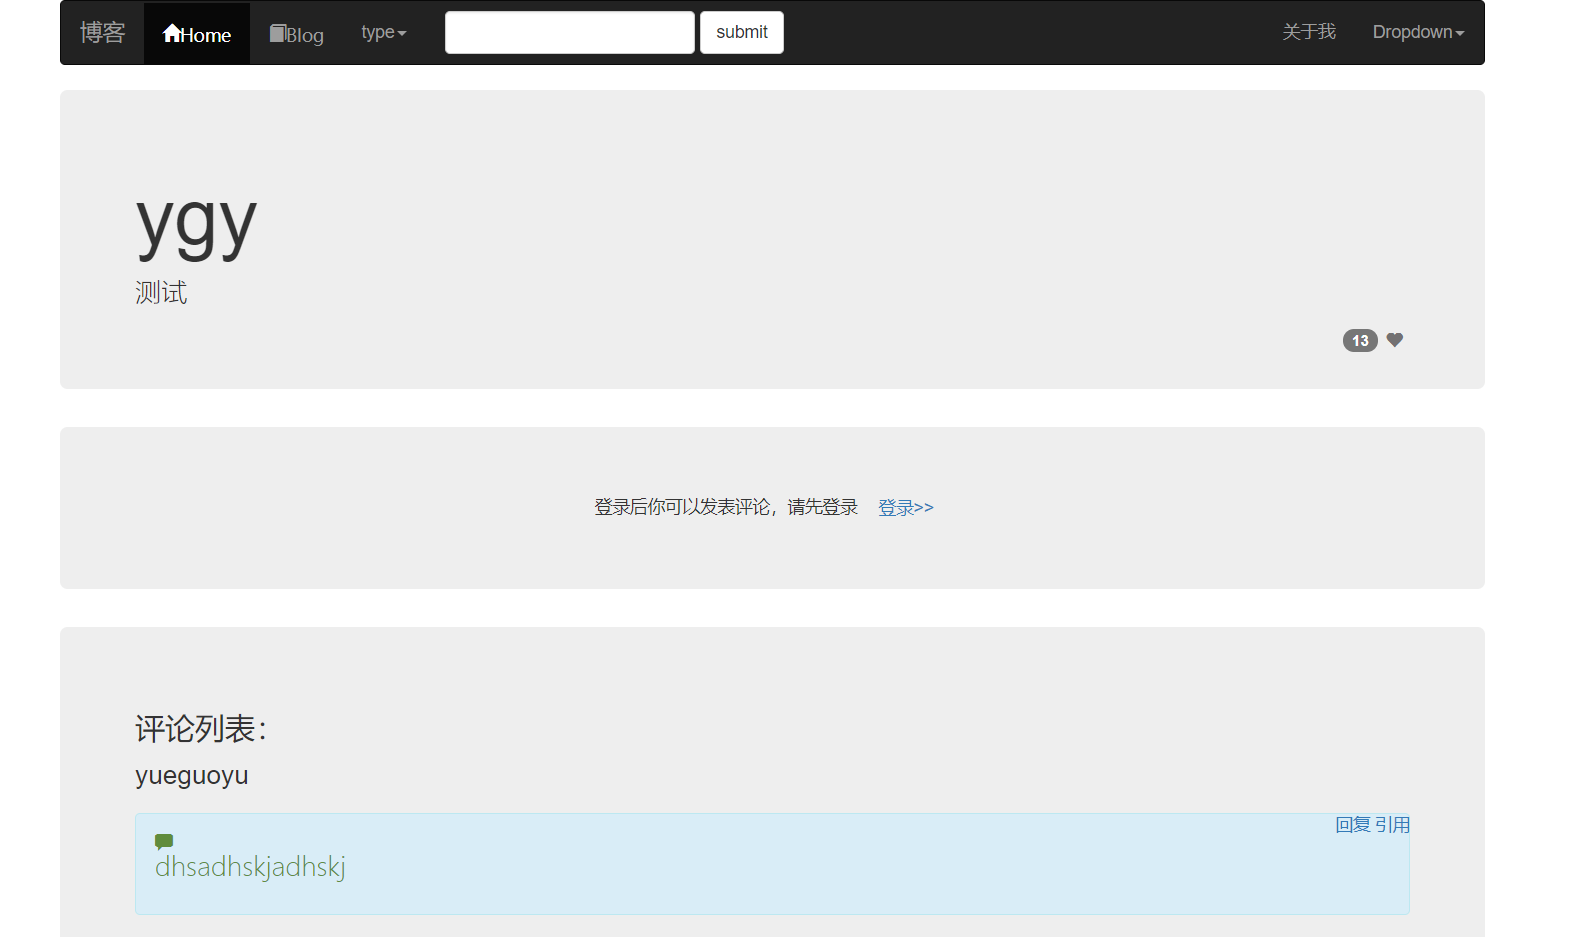 博客 Home Blog type submit 关于我 Dropdown
ygy
测试
13
登录后你可以发表评论，请先登录 登录>>
评论列表：
yueguoyu
回复 引用
dhsadhskjadhskj